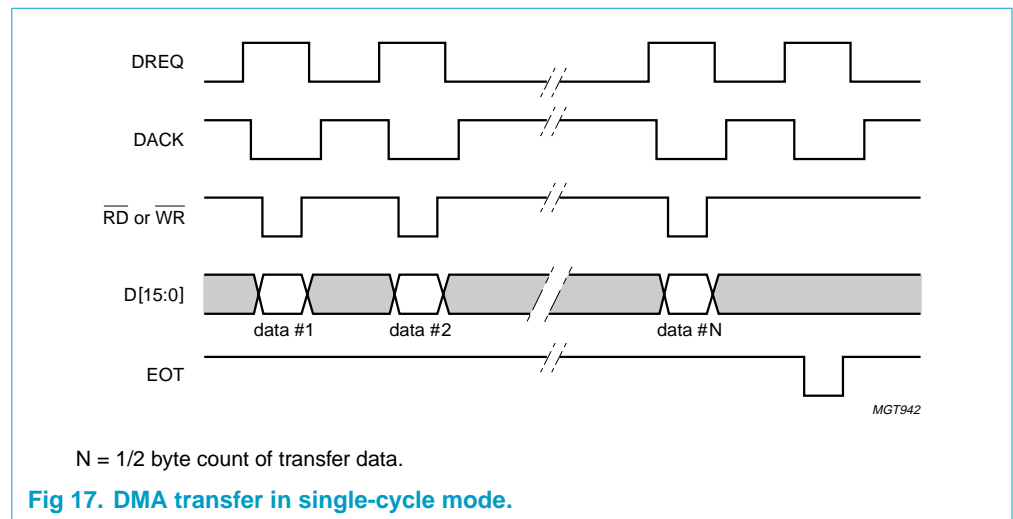 DREQ
DACK
RD or WR
D[15:0]
data #1 data #2 data #N
EOT
MGT942
N = 1/2 byte count of transfer data.
Fig 17. DMA transfer in single-cycle mode.